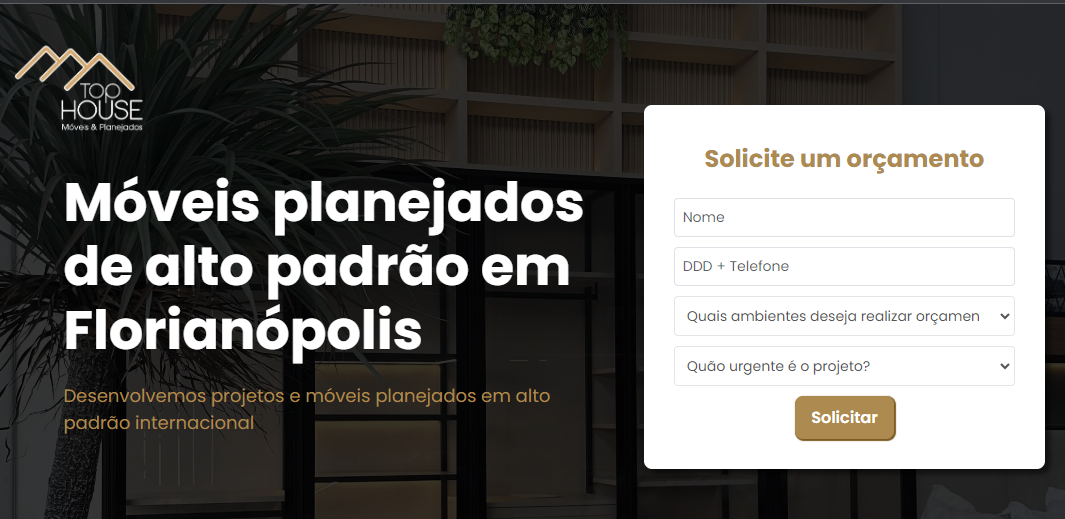 TOP
HOUSE
Móveis & Planejados
Móveis planejados
de alto padrão em
Florianópolis
Desenvolvemos projetos e móveis planejados em alto
padrão internacional
Solicite um orçamento
Nome
DDD + Telefone
Quais ambientes deseja realizar orçamen
Quão urgente é o projeto?
Solicitar